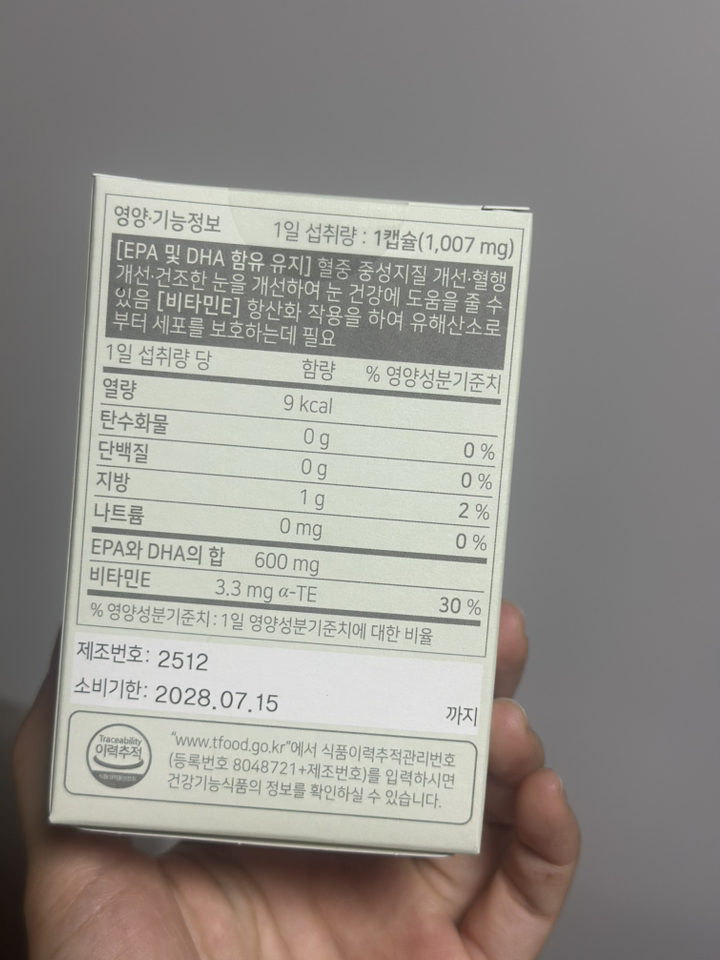 영양·기능정보 1일 섭취량 : 1캡슐(1,007 mg)
[EPA 및 DHA 함유 유지] 혈중 중성지질 개선·혈행
개선·건조한 눈을 개선하여 눈 건강에 도움을 줄 수
있음 [비타민E] 항산화 작용을 하여 유해산소로
부터 세포를 보호하는데 필요
1일 섭취량 당 함량 % 영양성분기준치
열량 9 kcal
탄수화물 0 g 0 %
단백질 0 g 0 %
지방 1 g 2 %
나트륨 0 mg 0 %
EPA와 DHA의 합 600 mg
비타민E 3.3 mg α-TE 30 %
% 영양성분기준치 : 1일 영양성분기준치에 대한 비율
제조번호: 2512
소비기한: 2028.07.15 까지
Traceability
이력추적
"www.tfood.go.kr"에서 식품이력추적관리번호
(등록번호 8048721+제조번호)를 입력하시면
건강기능식품의 정보를 확인하실 수 있습니다.